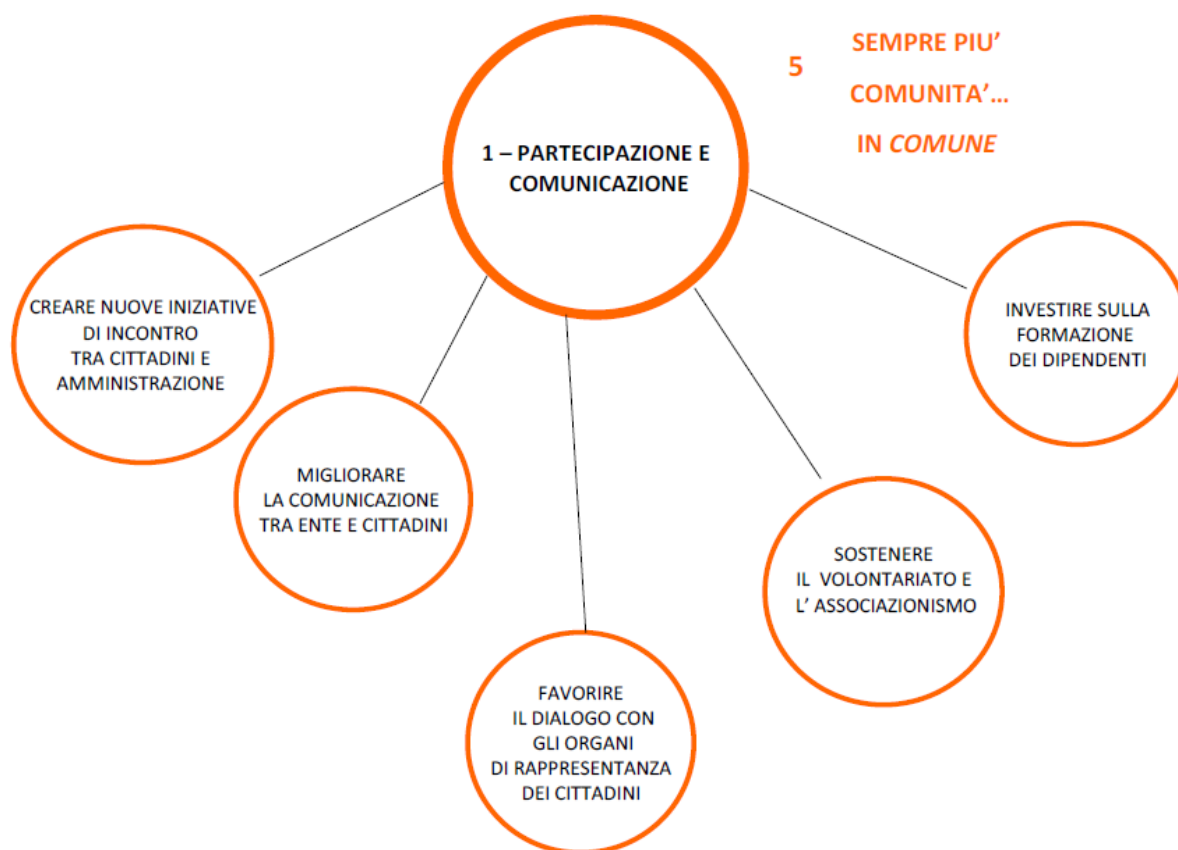 5
SEMPRE PIU'
COMUNITA'...
IN COMUNE
1 – PARTECIPAZIONE E
COMUNICAZIONE
CREARE NUOVE INIZIATIVE
DI INCONTRO
TRA CITTADINI E
AMMINISTRAZIONE
MIGLIORARE
LA COMUNICAZIONE
TRA ENTE E CITTADINI
FAVORIRE
IL DIALOGO CON
GLI ORGANI
DI RAPPRESENTANZA
DEI CITTADINI
SOSTENERE
IL VOLONTARIATO E
L' ASSOCIAZIONISMO
INVESTIRE SULLA
FORMAZIONE
DEI DIPENDENTI